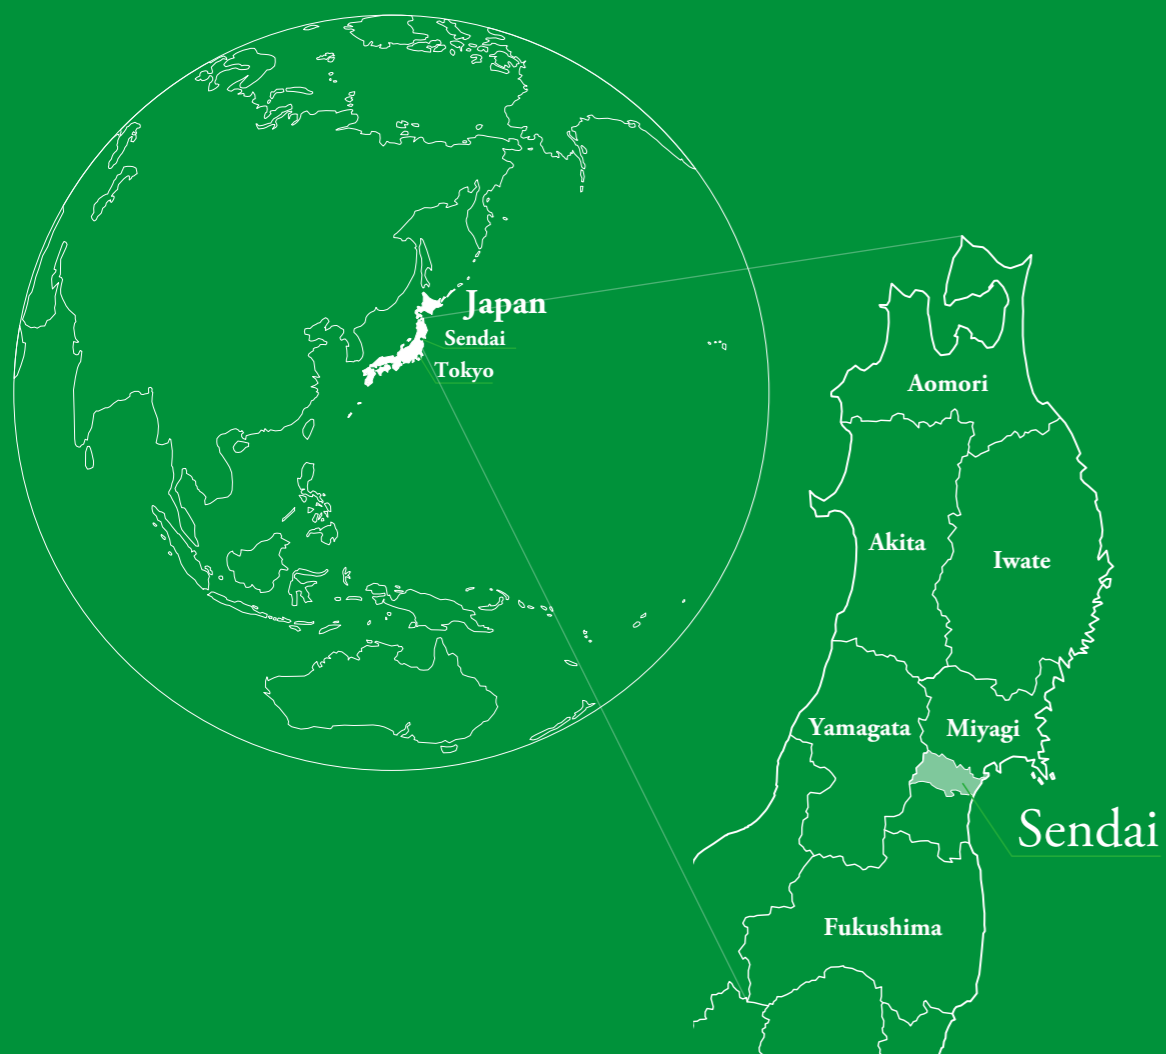 Japan
Sendai
Tokyo
Aomori
Akita
Iwate
Yamagata
Miyagi
Sendai
Fukushima